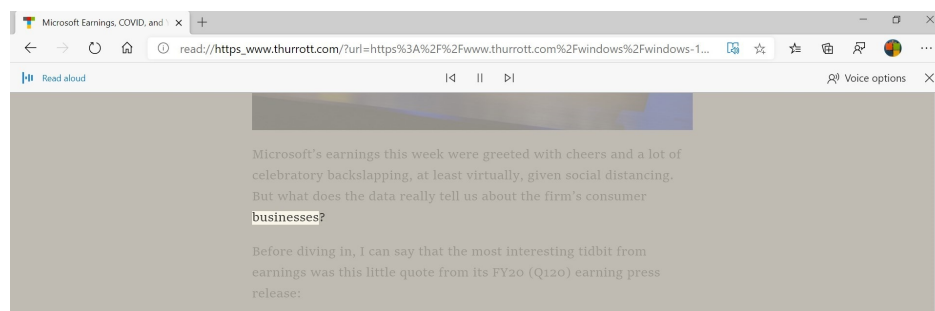 Microsoft Earnings, COVID, and
read://https_www.thurrott.com/?url=https%3A%2F%2Fwww.thurrott.com%2Fwindows%2Fwindows-1...
Read aloud
Voice options
Microsoft's earnings this week were greeted with cheers and a lot of
celebratory backslapping, at least virtually, given social distancing.
But what does the data really tell us about the firm's consumer
businesses?
Before diving in, I can say that the most interesting tidbit from
earnings was this little quote from its FY20 (Q120) earning press
release: